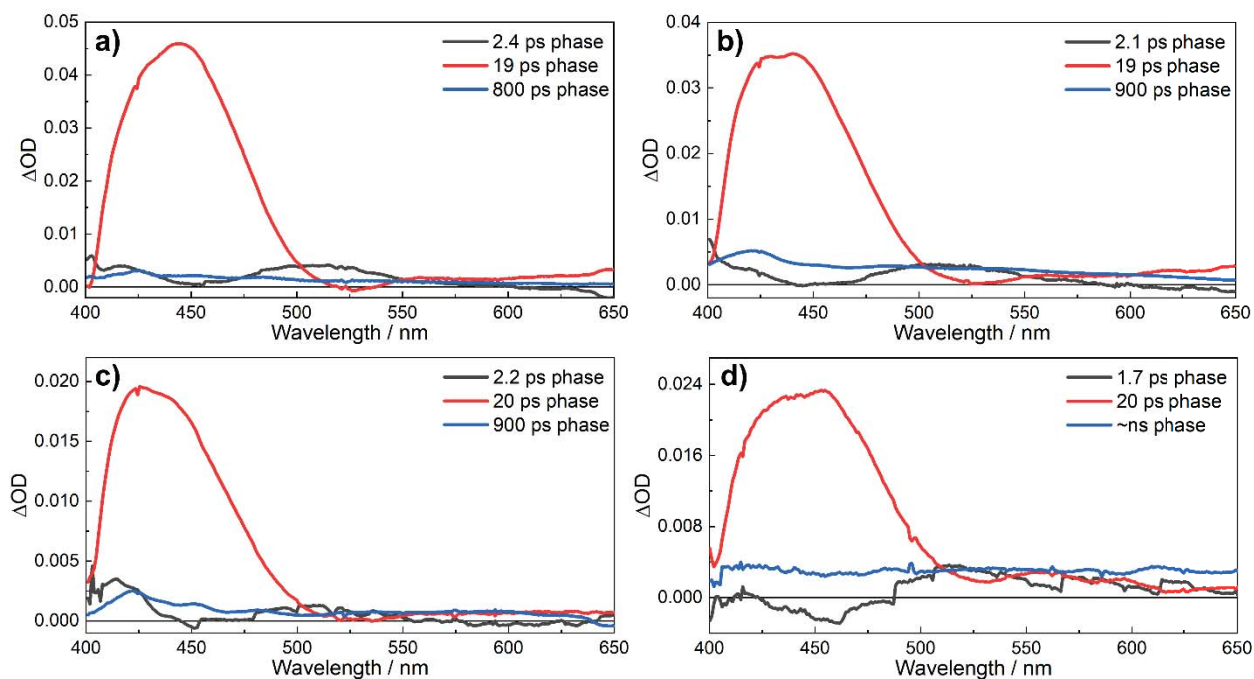 a)
0.05
0.04
0.03
0.02
0.01
0.00
ΔOD
2.4 ps phase
19 ps phase
800 ps phase
400 450 500 550 600 650
Wavelength / nm
b)
0.04
0.03
0.02
0.01
0.00
ΔOD
2.1 ps phase
19 ps phase
900 ps phase
400 450 500 550 600 650
Wavelength / nm
c)
0.020
0.015
0.010
0.005
0.000
ΔOD
2.2 ps phase
20 ps phase
900 ps phase
400 450 500 550 600 650
Wavelength / nm
d)
0.024
0.016
0.008
0.000
ΔOD
1.7 ps phase
20 ps phase
~ns phase
400 450 500 550 600 650
Wavelength / nm